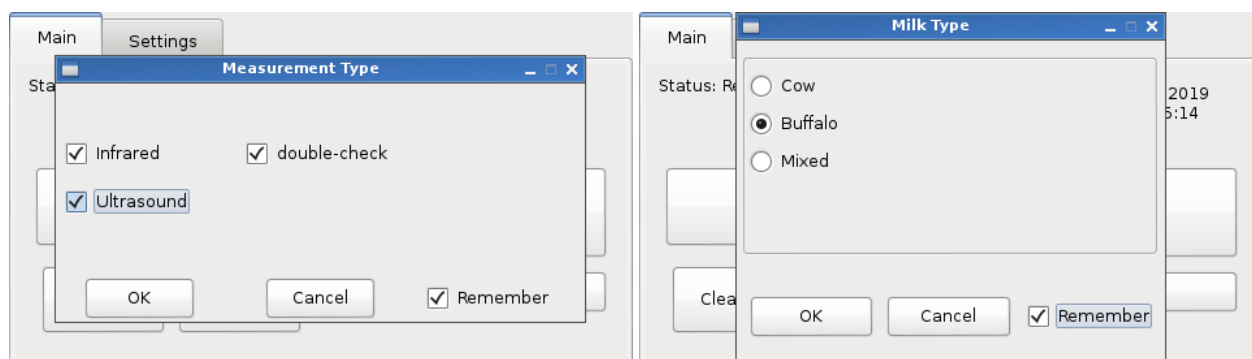 Main Settings
Measurement Type
Sta
Infrared double-check
Ultrasound
OK Cancel Remember
Main
Milk Type
Status: Re
2019
5:14
Cow
Buffalo
Mixed
Clea
OK Cancel Remember